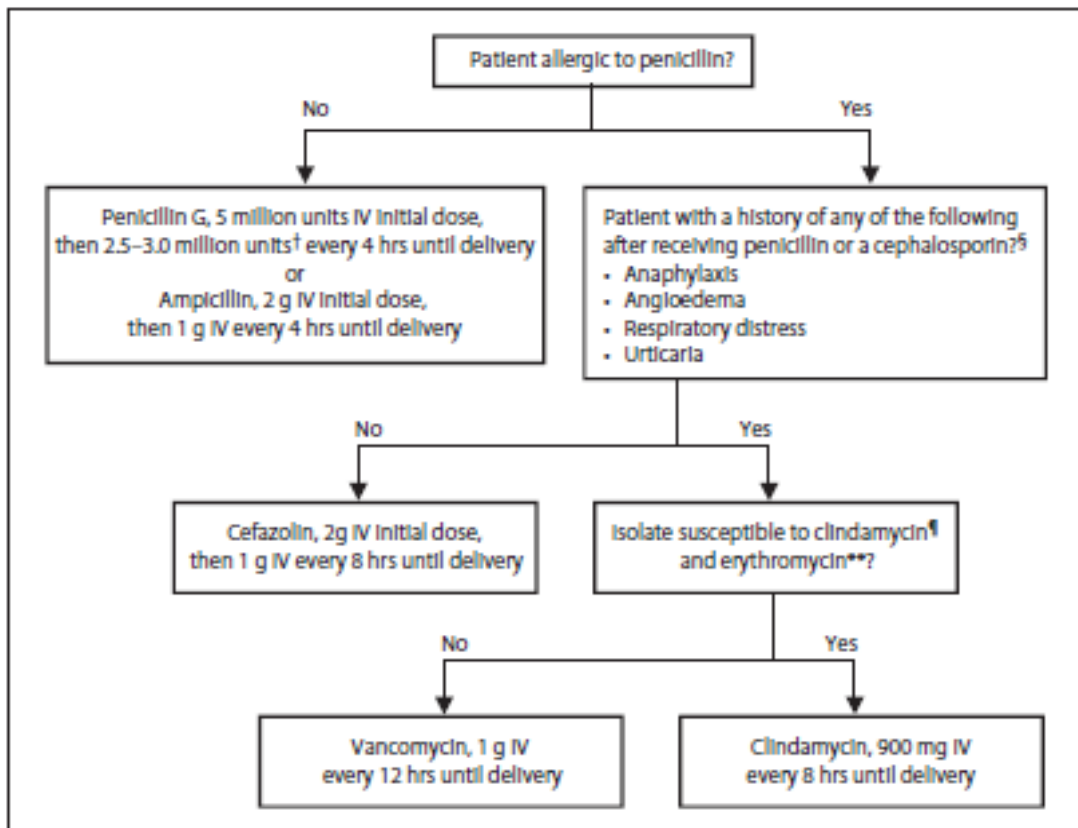 Patient allergic to penicillin?
No
Yes
Penicillin G, 5 million units IV initial dose,
then 2.5–3.0 million units† every 4 hrs until delivery
or
Ampicillin, 2 g IV initial dose,
then 1 g IV every 4 hrs until delivery
Patient with a history of any of the following
after receiving penicillin or a cephalosporin?§
• Anaphylaxis
• Angioedema
• Respiratory distress
• Urticaria
No
Yes
Cefazolin, 2g IV initial dose,
then 1 g IV every 8 hrs until delivery
Isolate susceptible to clindamycin¶
and erythromycin**?
No
Yes
Vancomycin, 1 g IV
every 12 hrs until delivery
Clindamycin, 900 mg IV
every 8 hrs until delivery